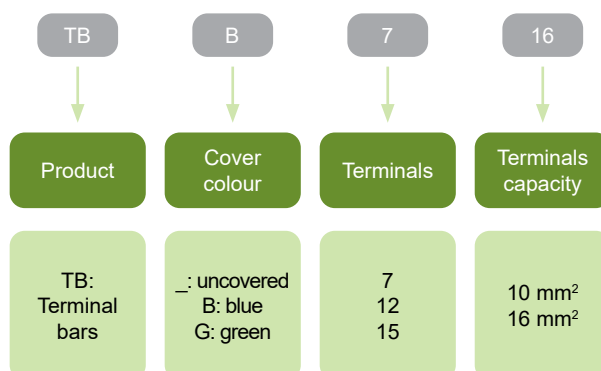 TB B 7 16
Product
Cover
colour
Terminals
Terminals
capacity
TB:
Terminal
bars
_: uncovered
B: blue
G: green
7
12
15
10 mm²
16 mm²